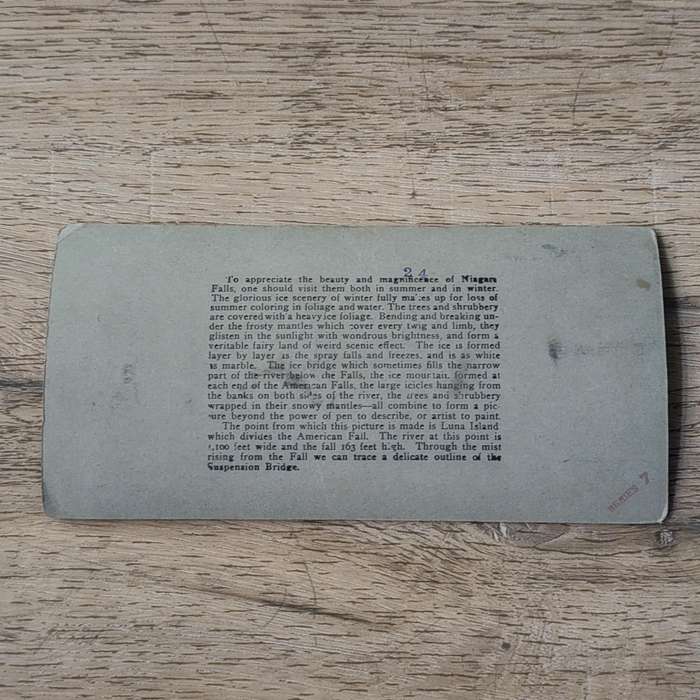 24
To appreciate the beauty and magnificence of Niagara
Falls, one should visit them both in summer and in winter.
The glorious ice scenery of winter fully makes up for loss of
summer coloring in foliage and water. The trees and shrubbery
are covered with a heavy ice foliage. Bending and breaking un-
der the frosty mantles which cover every twig and limb, they
glisten in the sunlight with wondrous brightness, and form a
veritable fairy land of weird scenic effect. The ice is formed
layer by layer as the spray falls and freezes, and is as white
as marble. The ice bridge which sometimes fills the narrow
part of the river below the Falls, the ice mountain formed at
each end of the American Falls, the large icicles hanging from
the banks on both sides of the river, the trees and shrubbery
wrapped in their snowy mantles—all combine to form a pic-
ture beyond the power of pen to describe, or artist to paint.
The point from which this picture is made is Luna Island
which divides the American Fall. The river at this point is
1,100 feet wide and the fall 163 feet high. Through the mist
rising from the Fall we can trace a delicate outline of the
Suspension Bridge.
SERIES 7